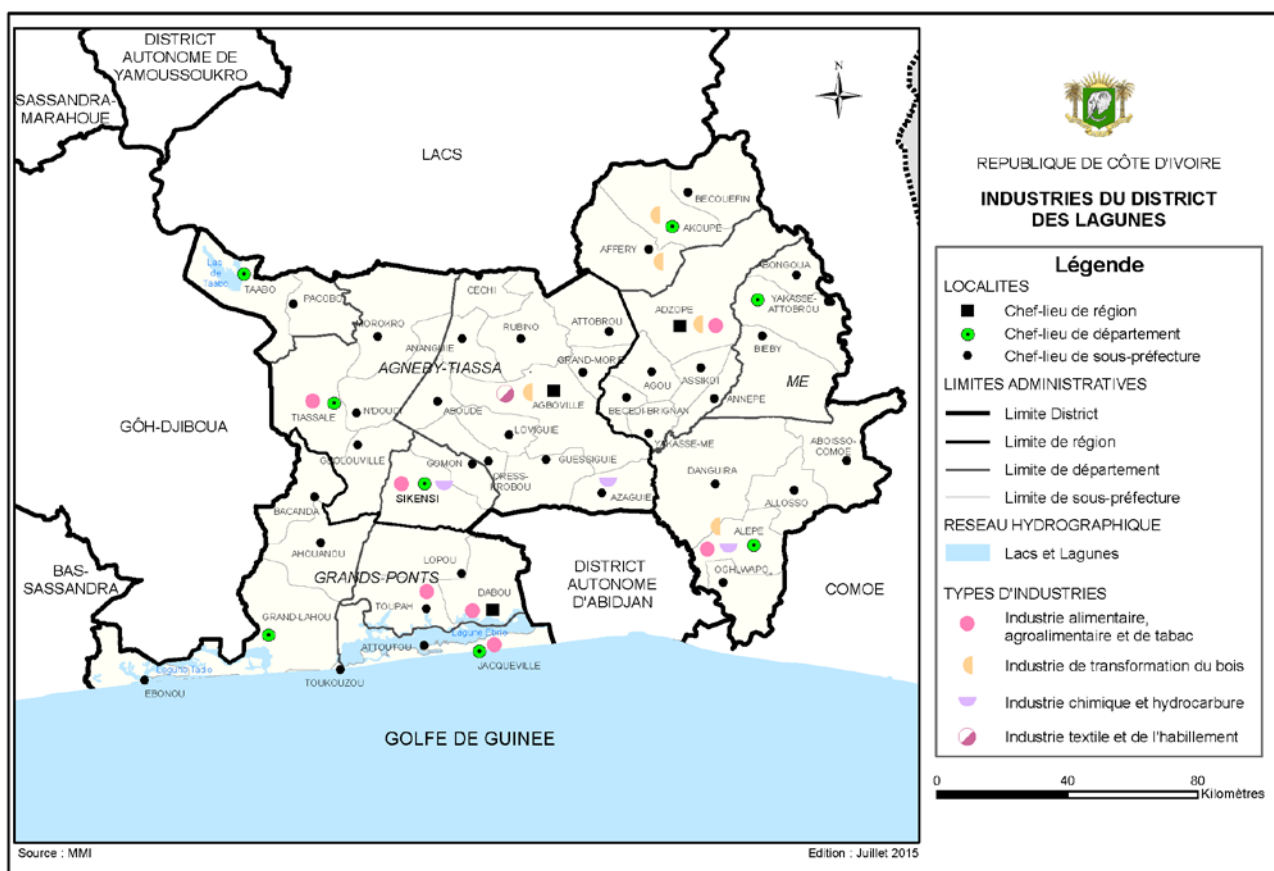 DISTRICT
AUTONOME DE
YAMOUSSOUKRO
SASSANDRA-
MARAHOUE
LACS
N
BECOUEFIN
AKOUPE
AFFERY
ABONGOUA
Lac
de
Taabo
TAABO
PACOBO
CECHI
YAKASSE-
ATTOBROU
ADZOPE
MOROKRO
ANANGUIE
RUBINO
ATTOBROU
BIEBY
GRAND-MORIE
AGNEBY-TIASSA
AGOU
ASSIKOI
ME
TIASSALE
N'DOUCI
ABOUDE
AGBOVILLE
BECEDI-BRIGNAN
ANNEPE
GÔH-DJIBOUA
LOVIGUIE
YAKASSE-ME
ABOISSO-
COMOE
GBOLOUVILLE
GOMON
ORESS-
KROBOU
GUESSIGUIE
DANGUIRA
SIKENSI
AZAGUIE
ALLOSSO
BACANDA
ALEPE
AHOUANOU
LOPOU
DISTRICT
AUTONOME
D'ABIDJAN
BAS-
SASSANDRA
GRANDS-PONTS
OGHLWAPO
COMOE
DABOU
TOUPAH
GRAND-LAHOU
Lagune Ebrie
ATTOUTOU
JACQUEVILLE
Lagune Tadio
TOUKOUZOU
EBONOU
GOLFE DE GUINEE
Source : MMI
Edition : Juillet 2015
REPUBLIQUE DE CÔTE D'IVOIRE
INDUSTRIES DU DISTRICT
DES LAGUNES
Légende
LOCALITES
Chef-lieu de région
Chef-lieu de département
Chef-lieu de sous-préfecture
LIMITES ADMINISTRATIVES
Limite District
Limite de région
Limite de département
Limite de sous-préfecture
RESEAU HYDROGRAPHIQUE
Lacs et Lagunes
TYPES D'INDUSTRIES
Industrie alimentaire,
agroalimentaire et de tabac
Industrie de transformation du bois
Industrie chimique et hydrocarbure
Industrie textile et de l'habillement
0 40 80
Kilomètres